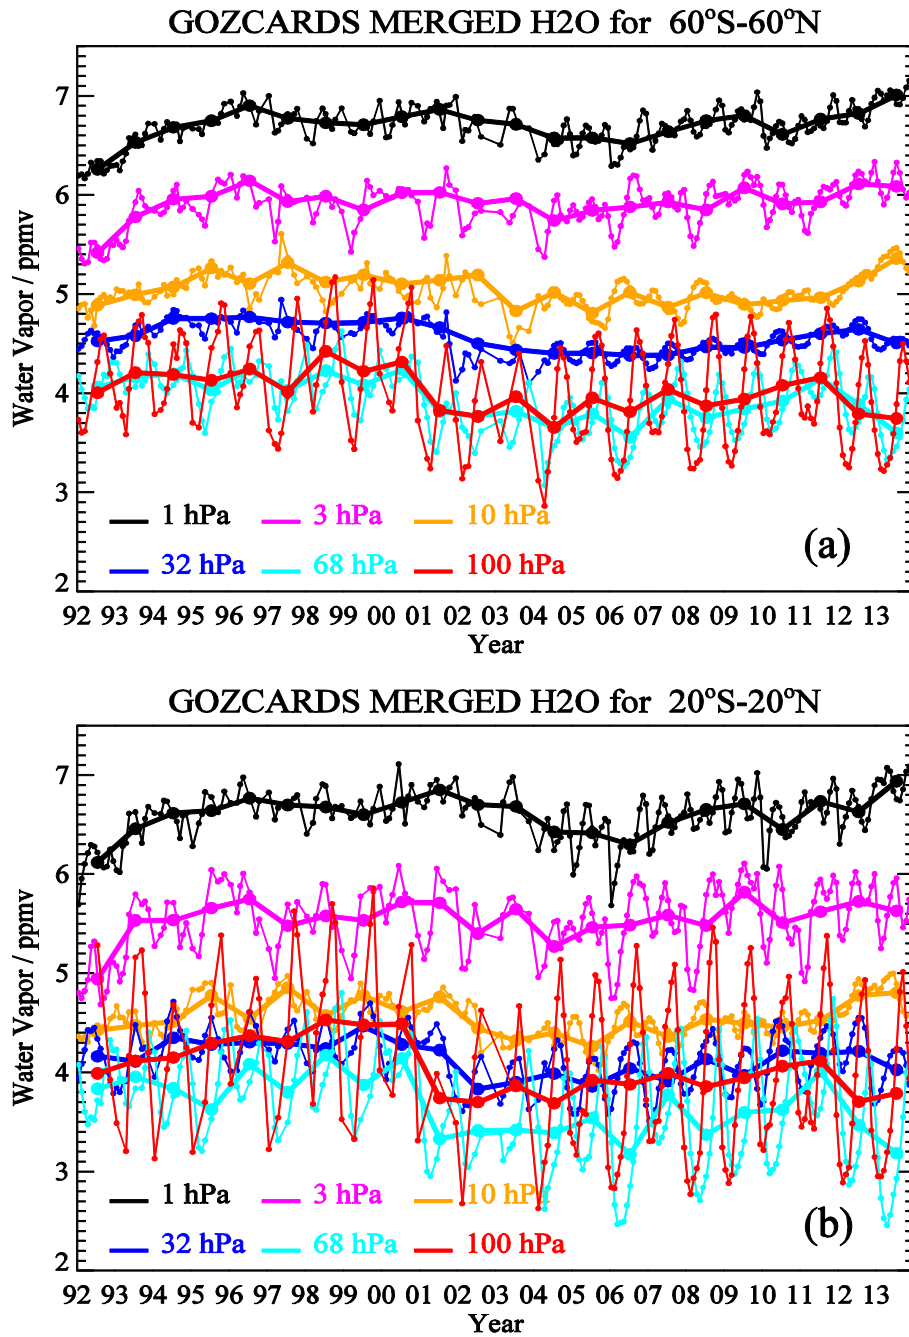 GOZCARDS MERGED H2O for 60°S-60°N
7
6
5
4
3
2
Water Vapor / ppmv
1 hPa 3 hPa 10 hPa
32 hPa 68 hPa 100 hPa
(a)
92 93 94 95 96 97 98 99 00 01 02 03 04 05 06 07 08 09 10 11 12 13
Year
GOZCARDS MERGED H2O for 20°S-20°N
7
6
5
4
3
2
Water Vapor / ppmv
1 hPa 3 hPa 10 hPa
32 hPa 68 hPa 100 hPa
(b)
92 93 94 95 96 97 98 99 00 01 02 03 04 05 06 07 08 09 10 11 12 13
Year